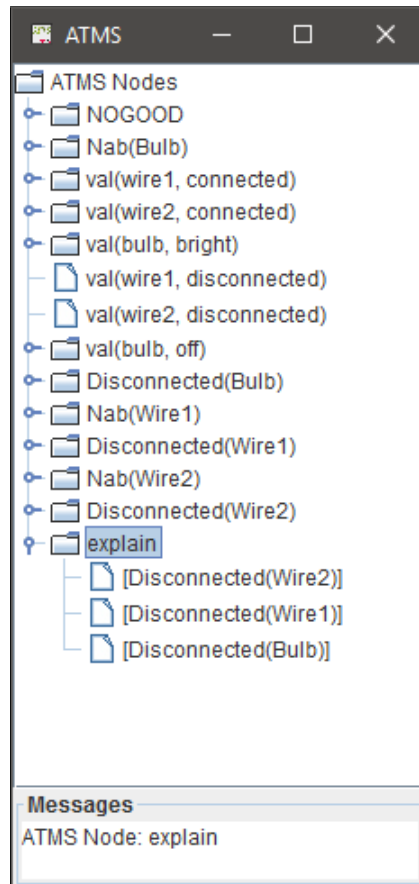 ATMS
ATMS Nodes
NOGOOD
Nab(Bulb)
val(wire1, connected)
val(wire2, connected)
val(bulb, bright)
val(wire1, disconnected)
val(wire2, disconnected)
val(bulb, off)
Disconnected(Bulb)
Nab(Wire1)
Disconnected(Wire1)
Nab(Wire2)
Disconnected(Wire2)
explain
[Disconnected(Wire2)]
[Disconnected(Wire1)]
[Disconnected(Bulb)]
Messages
ATMS Node: explain